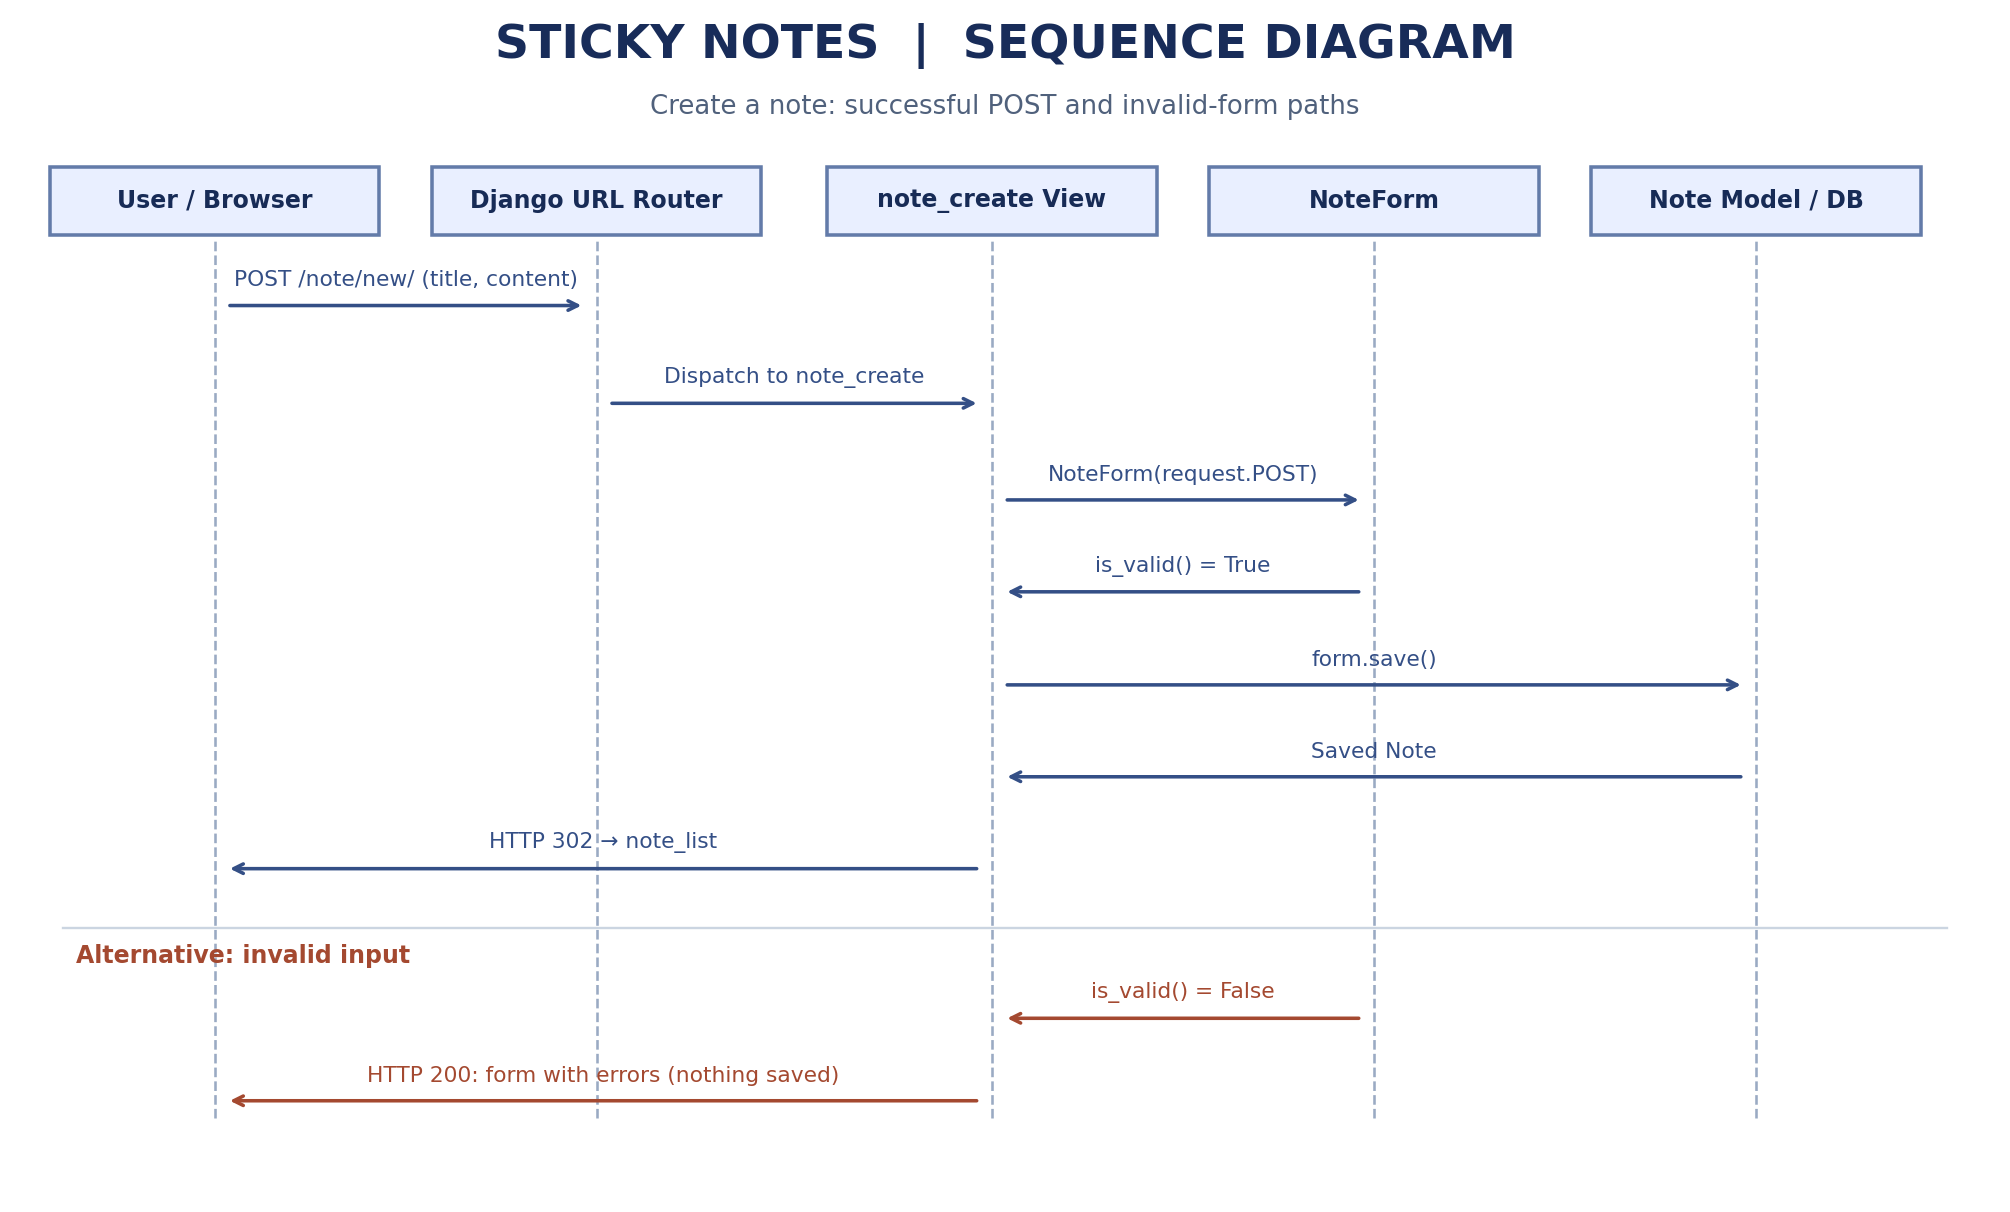 STICKY NOTES | SEQUENCE DIAGRAM
Create a note: successful POST and invalid-form paths
User / Browser
Django URL Router
note_create View
NoteForm
Note Model / DB
POST /note/new/ (title, content)
Dispatch to note_create
NoteForm(request.POST)
is_valid() = True
form.save()
Saved Note
HTTP 302 → note_list
Alternative: invalid input
is_valid() = False
HTTP 200: form with errors (nothing saved)